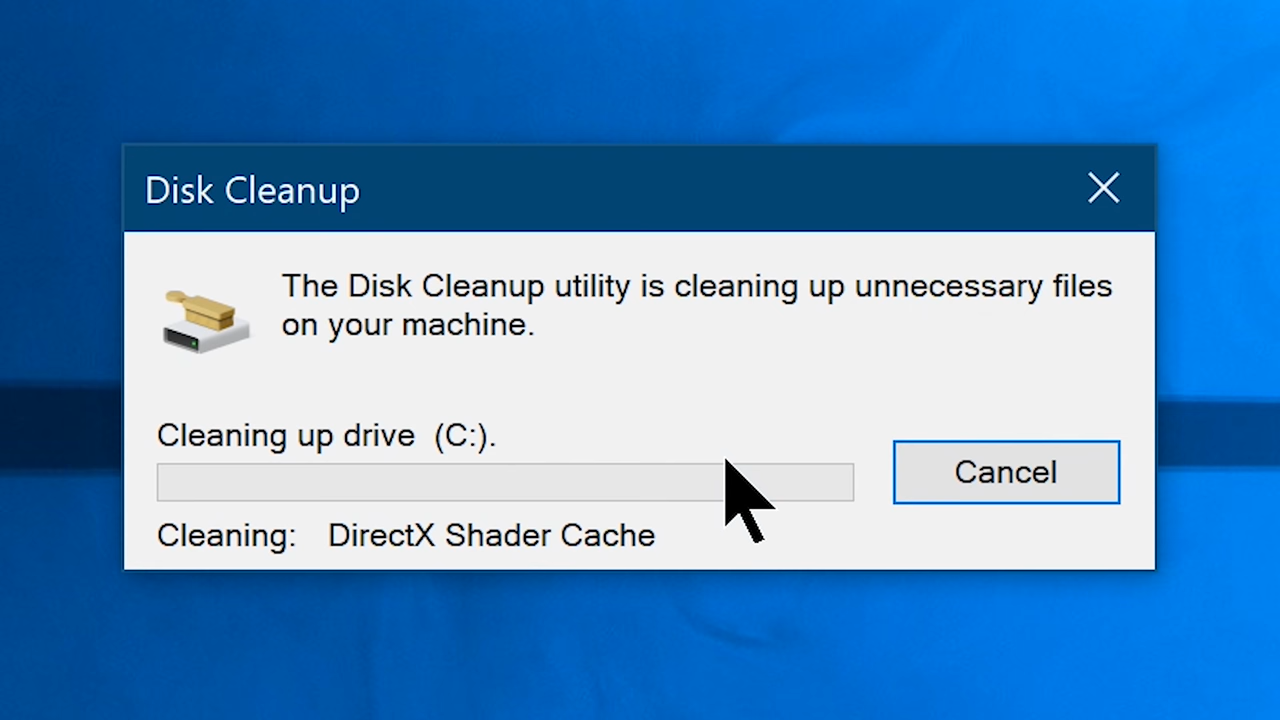 Disk Cleanup
The Disk Cleanup utility is cleaning up unnecessary files
on your machine.
Cleaning up drive  (C:).
Cancel
Cleaning:   DirectX Shader Cache